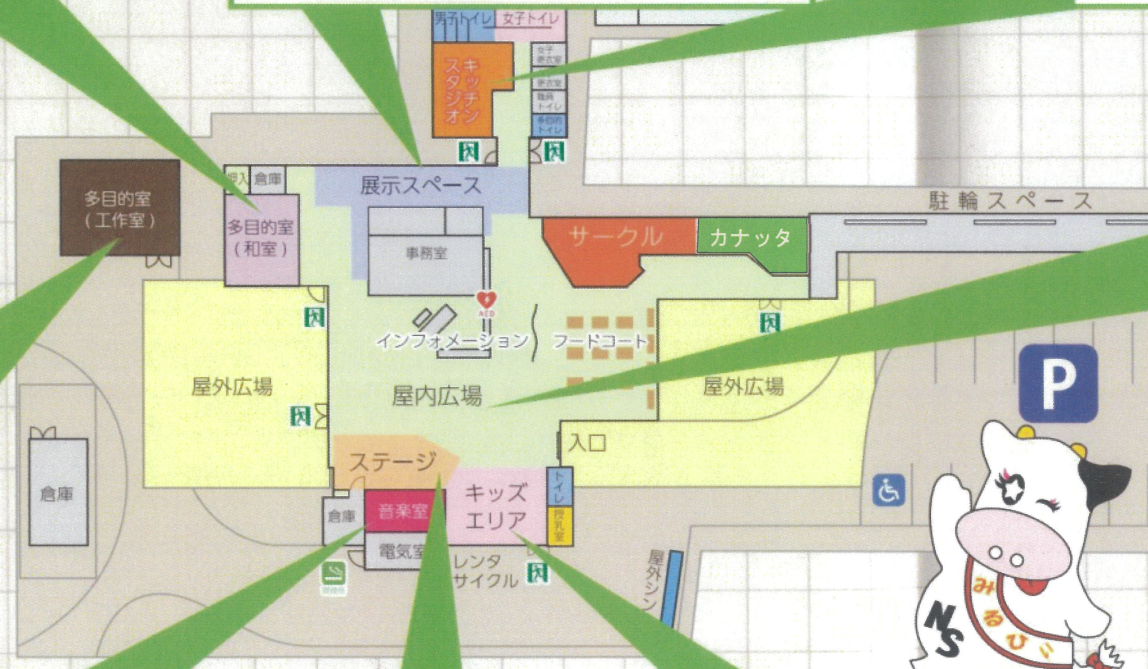 男子トイレ 女子トイレ
キッチン
スタジオ
女子
更衣室
更衣室
職員
トイレ
多目的
トイレ
展示スペース
駐輪スペース
多目的室
(工作室)
押入 倉庫
多目的室
(和室)
事務室
サークル カナッタ
AED
インフォメーション フードコート
屋外広場
屋内広場
屋外広場
P
入口
ステージ
キッズ
エリア
トイレ
授乳室
倉庫
倉庫
音楽室
電気室
レンタ
サイクル
屋外シン
みるひぃ
NS